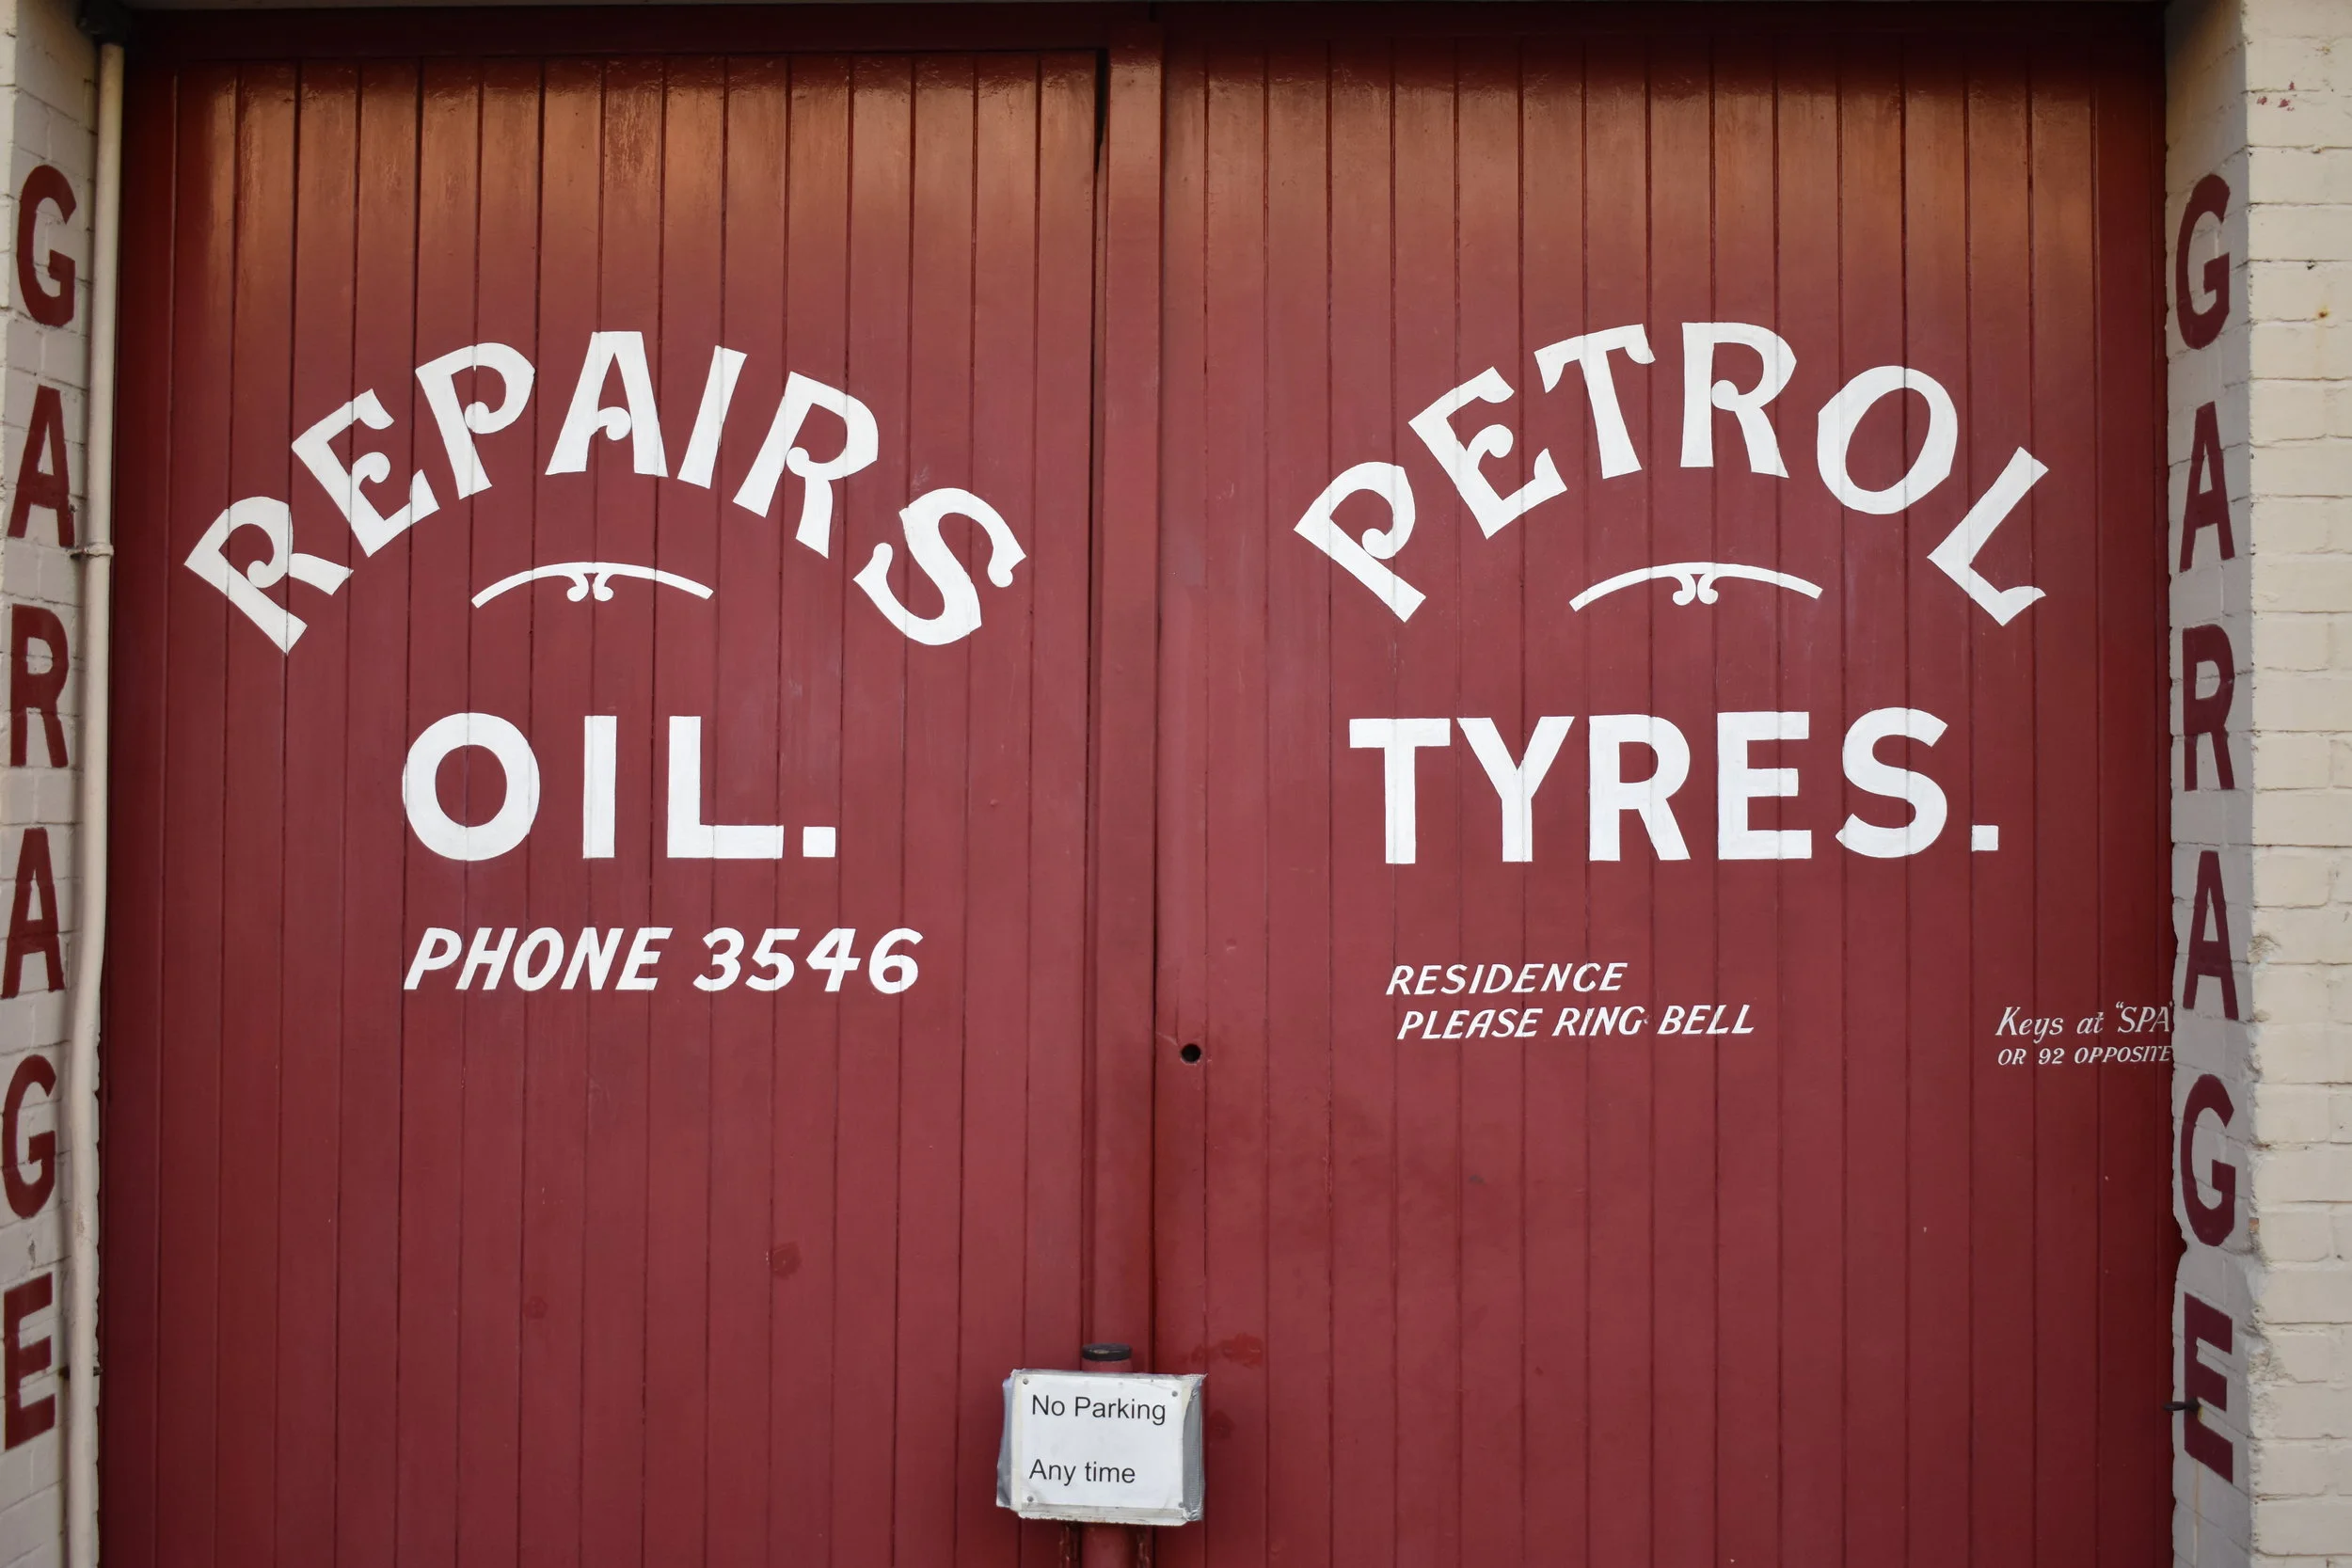 GARAGE
REPAIRS
OIL.
PHONE 3546
PETROL
TYRES.
RESIDENCE
PLEASE RING BELL
Keys at "SPA"
OR 92 OPPOSITE
GARAGE
No Parking
Any time